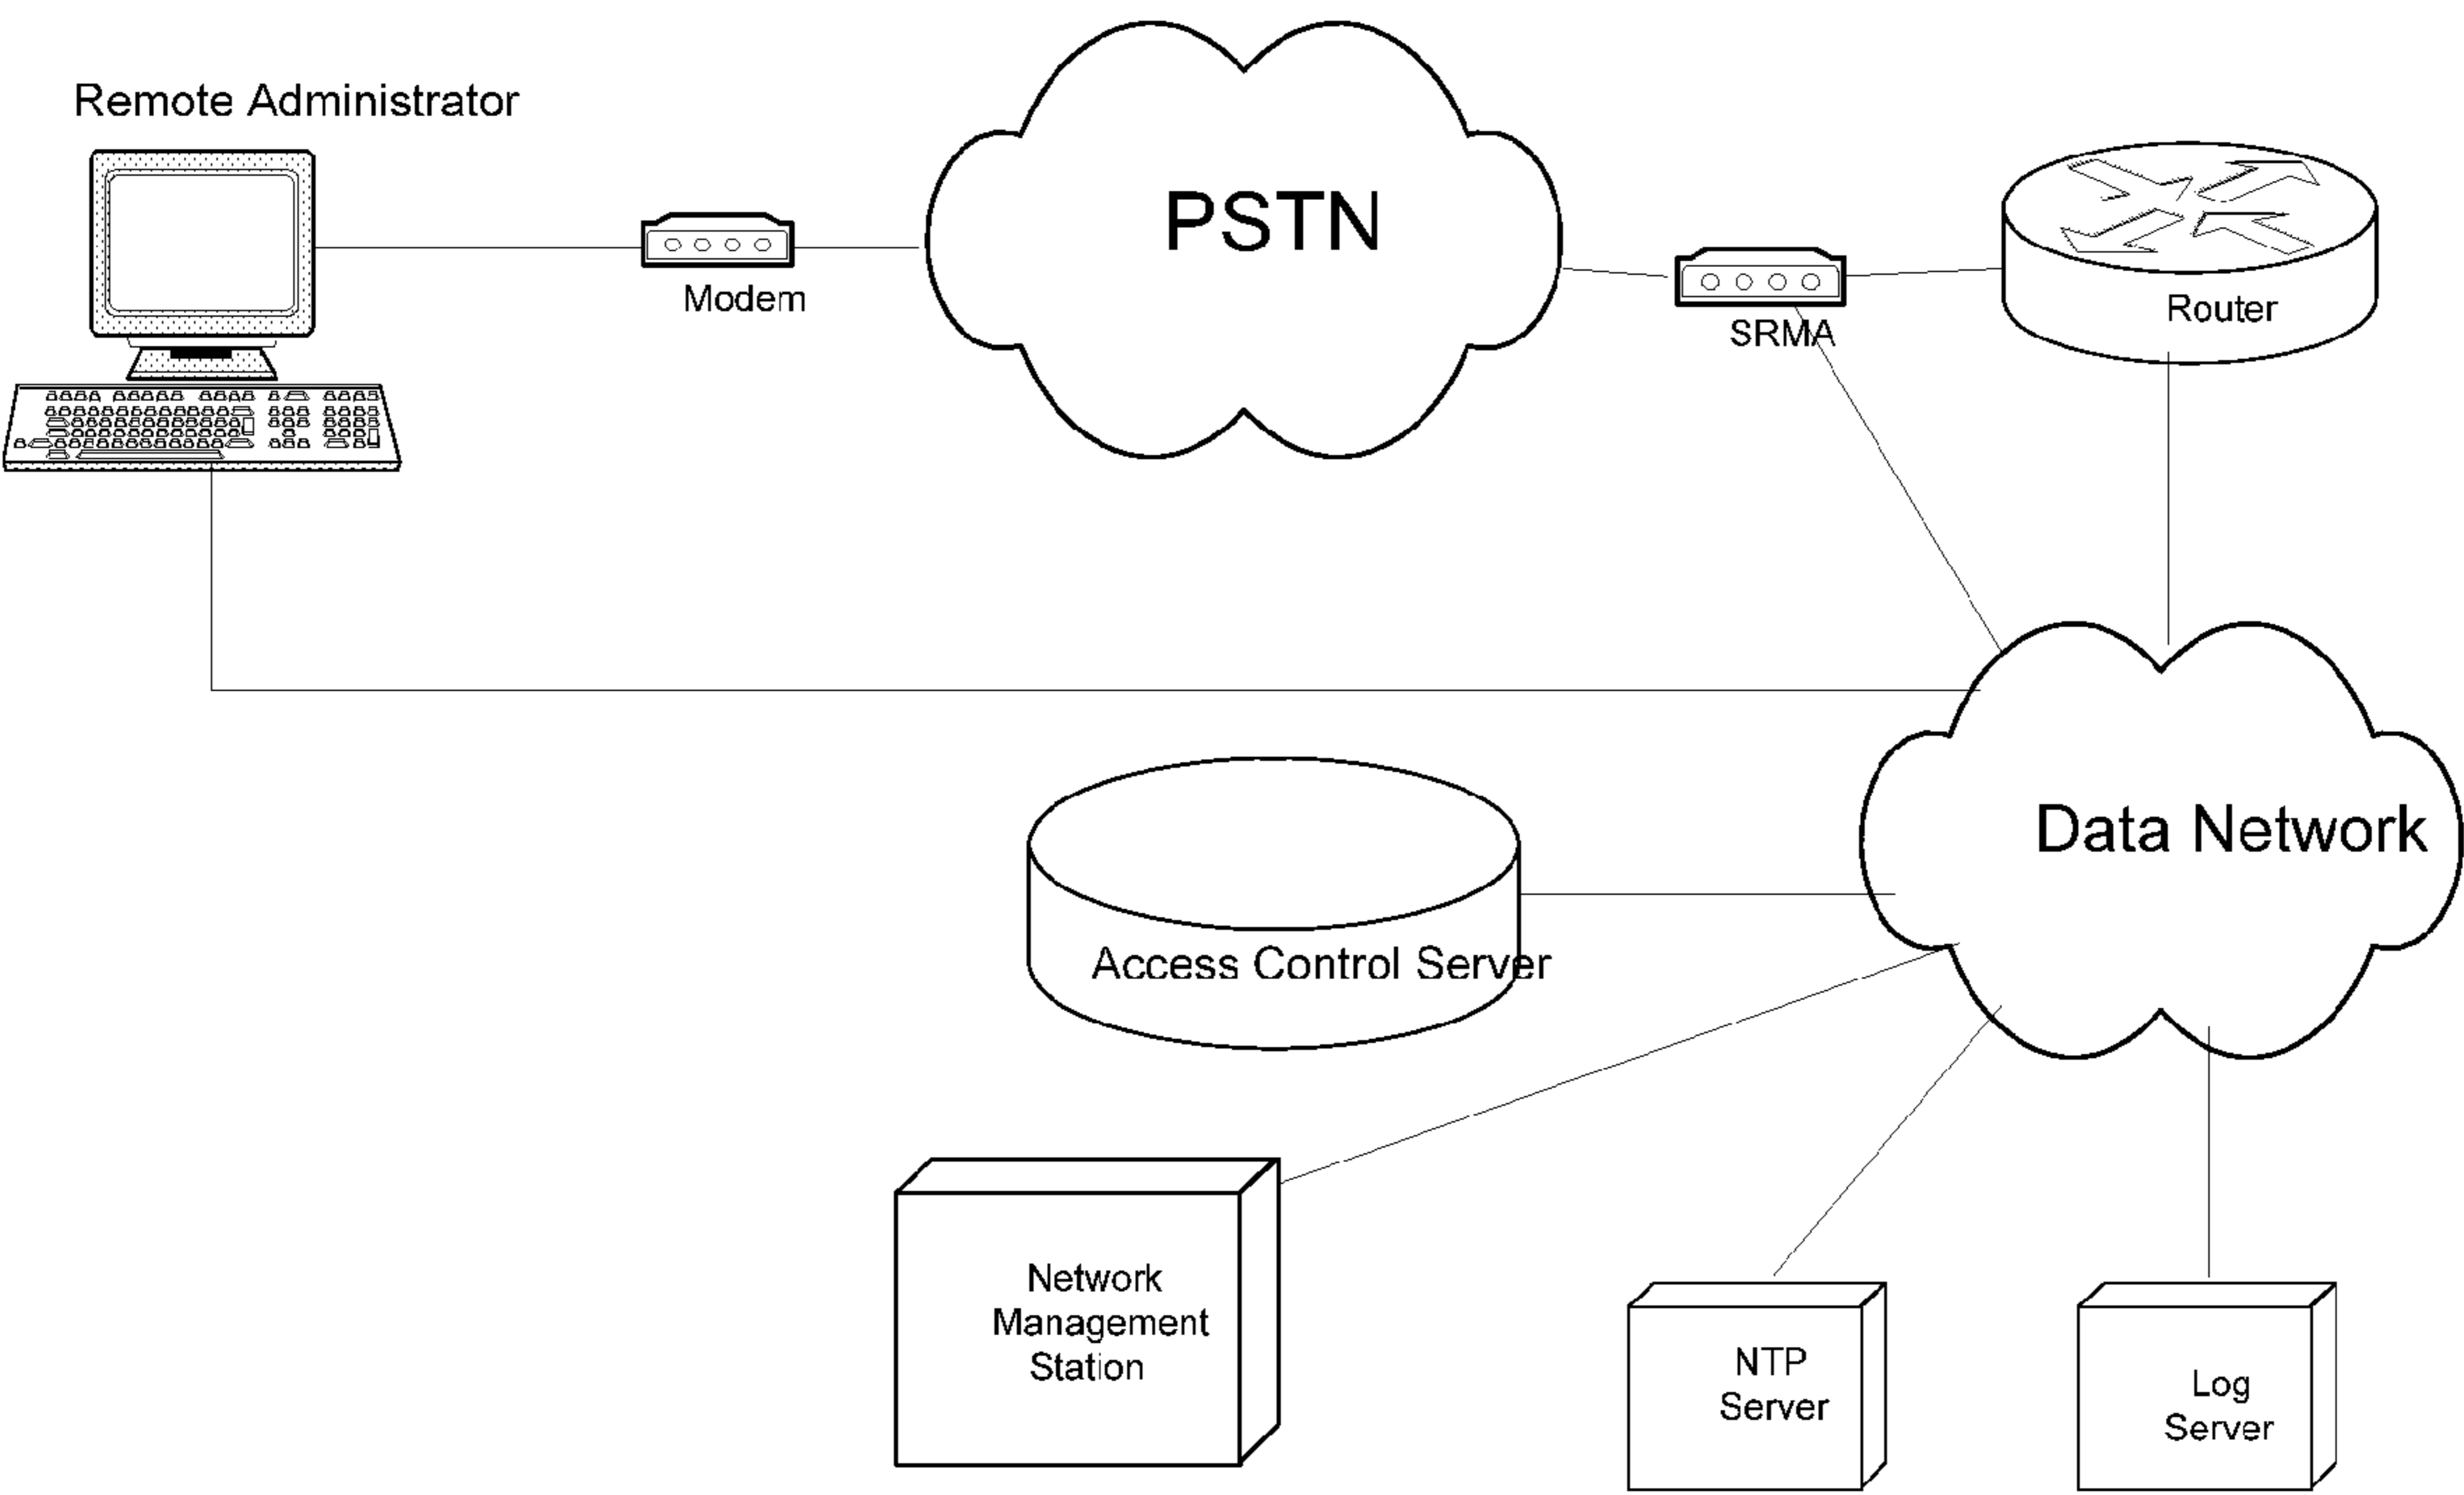 Remote Administrator
PSTN
Modem
Router
SRMA
Data Network
Access Control Server
Network
Management
Station
NTP
Server
Log
Server